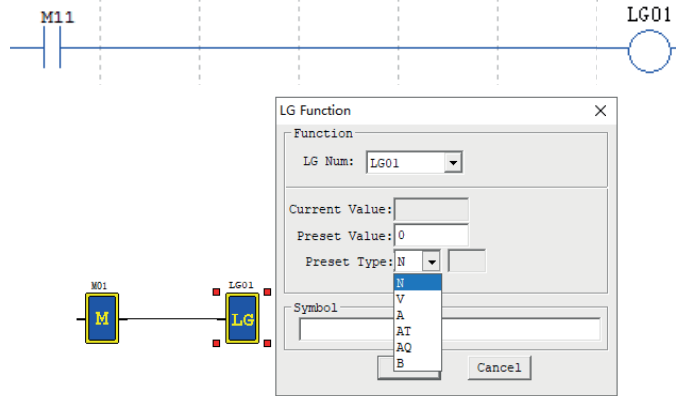 M11
LG01
LG Function
Function
LG Num: LG01
Current Value:
Preset Value: 0
Preset Type: N
N
V
A
AT
AQ
B
Symbol
Cancel
M01
M
LG01
LG